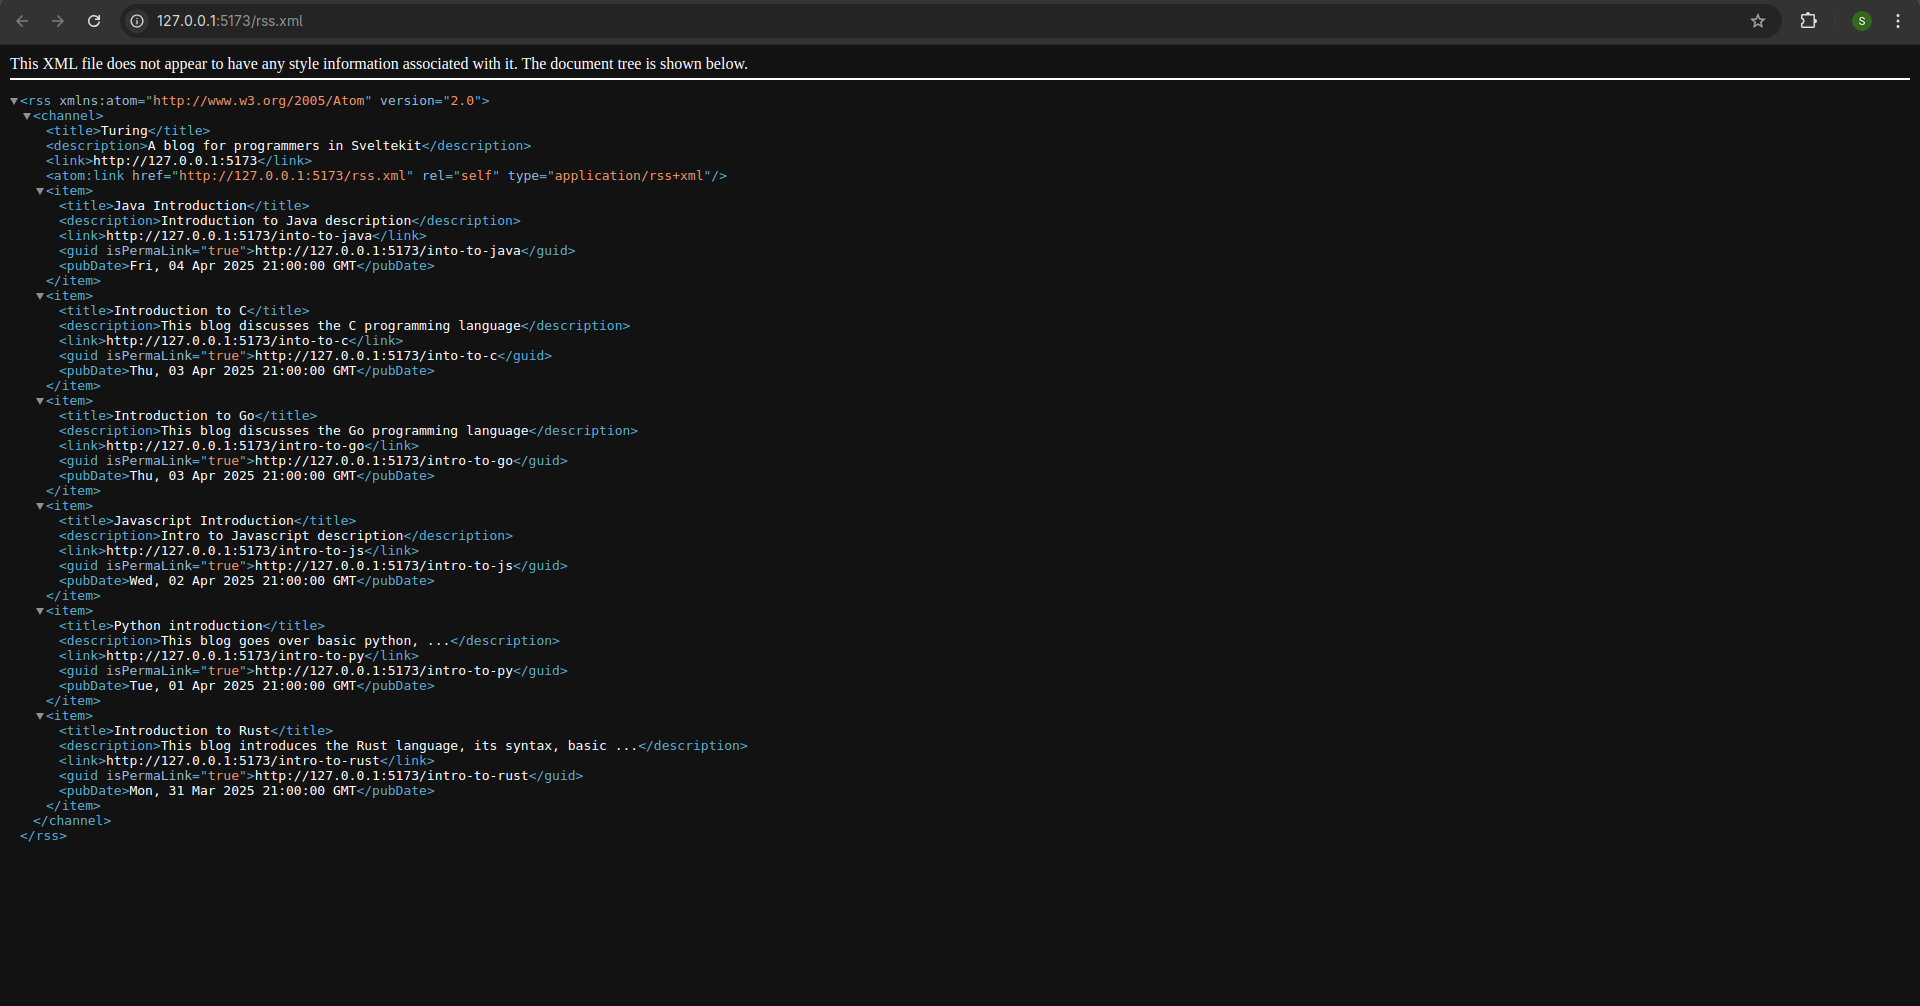 127.0.0.1:5173/rss.xml
S
This XML file does not appear to have any style information associated with it. The document tree is shown below.
▼<rss xmlns:atom="http://www.w3.org/2005/Atom" version="2.0">
▼<channel>
<title>Turing</title>
<description>A blog for programmers in Sveltekit</description>
<link>http://127.0.0.1:5173</link>
<atom:link href="http://127.0.0.1:5173/rss.xml" rel="self" type="application/rss+xml"/>
▼<item>
<title>Java Introduction</title>
<description>Introduction to Java description</description>
<link>http://127.0.0.1:5173/into-to-java</link>
<guid isPermaLink="true">http://127.0.0.1:5173/into-to-java</guid>
<pubDate>Fri, 04 Apr 2025 21:00:00 GMT</pubDate>
</item>
▼<item>
<title>Introduction to C</title>
<description>This blog discusses the C programming language</description>
<link>http://127.0.0.1:5173/into-to-c</link>
<guid isPermaLink="true">http://127.0.0.1:5173/into-to-c</guid>
<pubDate>Thu, 03 Apr 2025 21:00:00 GMT</pubDate>
</item>
▼<item>
<title>Introduction to Go</title>
<description>This blog discusses the Go programming language</description>
<link>http://127.0.0.1:5173/intro-to-go</link>
<guid isPermaLink="true">http://127.0.0.1:5173/intro-to-go</guid>
<pubDate>Thu, 03 Apr 2025 21:00:00 GMT</pubDate>
</item>
▼<item>
<title>Javascript Introduction</title>
<description>Intro to Javascript description</description>
<link>http://127.0.0.1:5173/intro-to-js</link>
<guid isPermaLink="true">http://127.0.0.1:5173/intro-to-js</guid>
<pubDate>Wed, 02 Apr 2025 21:00:00 GMT</pubDate>
</item>
▼<item>
<title>Python introduction</title>
<description>This blog goes over basic python, ...</description>
<link>http://127.0.0.1:5173/intro-to-py</link>
<guid isPermaLink="true">http://127.0.0.1:5173/intro-to-py</guid>
<pubDate>Tue, 01 Apr 2025 21:00:00 GMT</pubDate>
</item>
▼<item>
<title>Introduction to Rust</title>
<description>This blog introduces the Rust language, its syntax, basic ...</description>
<link>http://127.0.0.1:5173/intro-to-rust</link>
<guid isPermaLink="true">http://127.0.0.1:5173/intro-to-rust</guid>
<pubDate>Mon, 31 Mar 2025 21:00:00 GMT</pubDate>
</item>
</channel>
</rss>